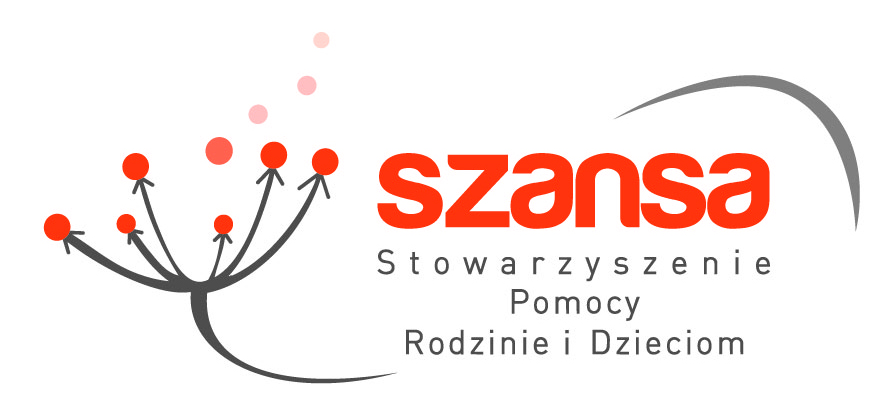 szansa
Stowarzyszenie
Pomocy
Rodzinie i Dzieciom